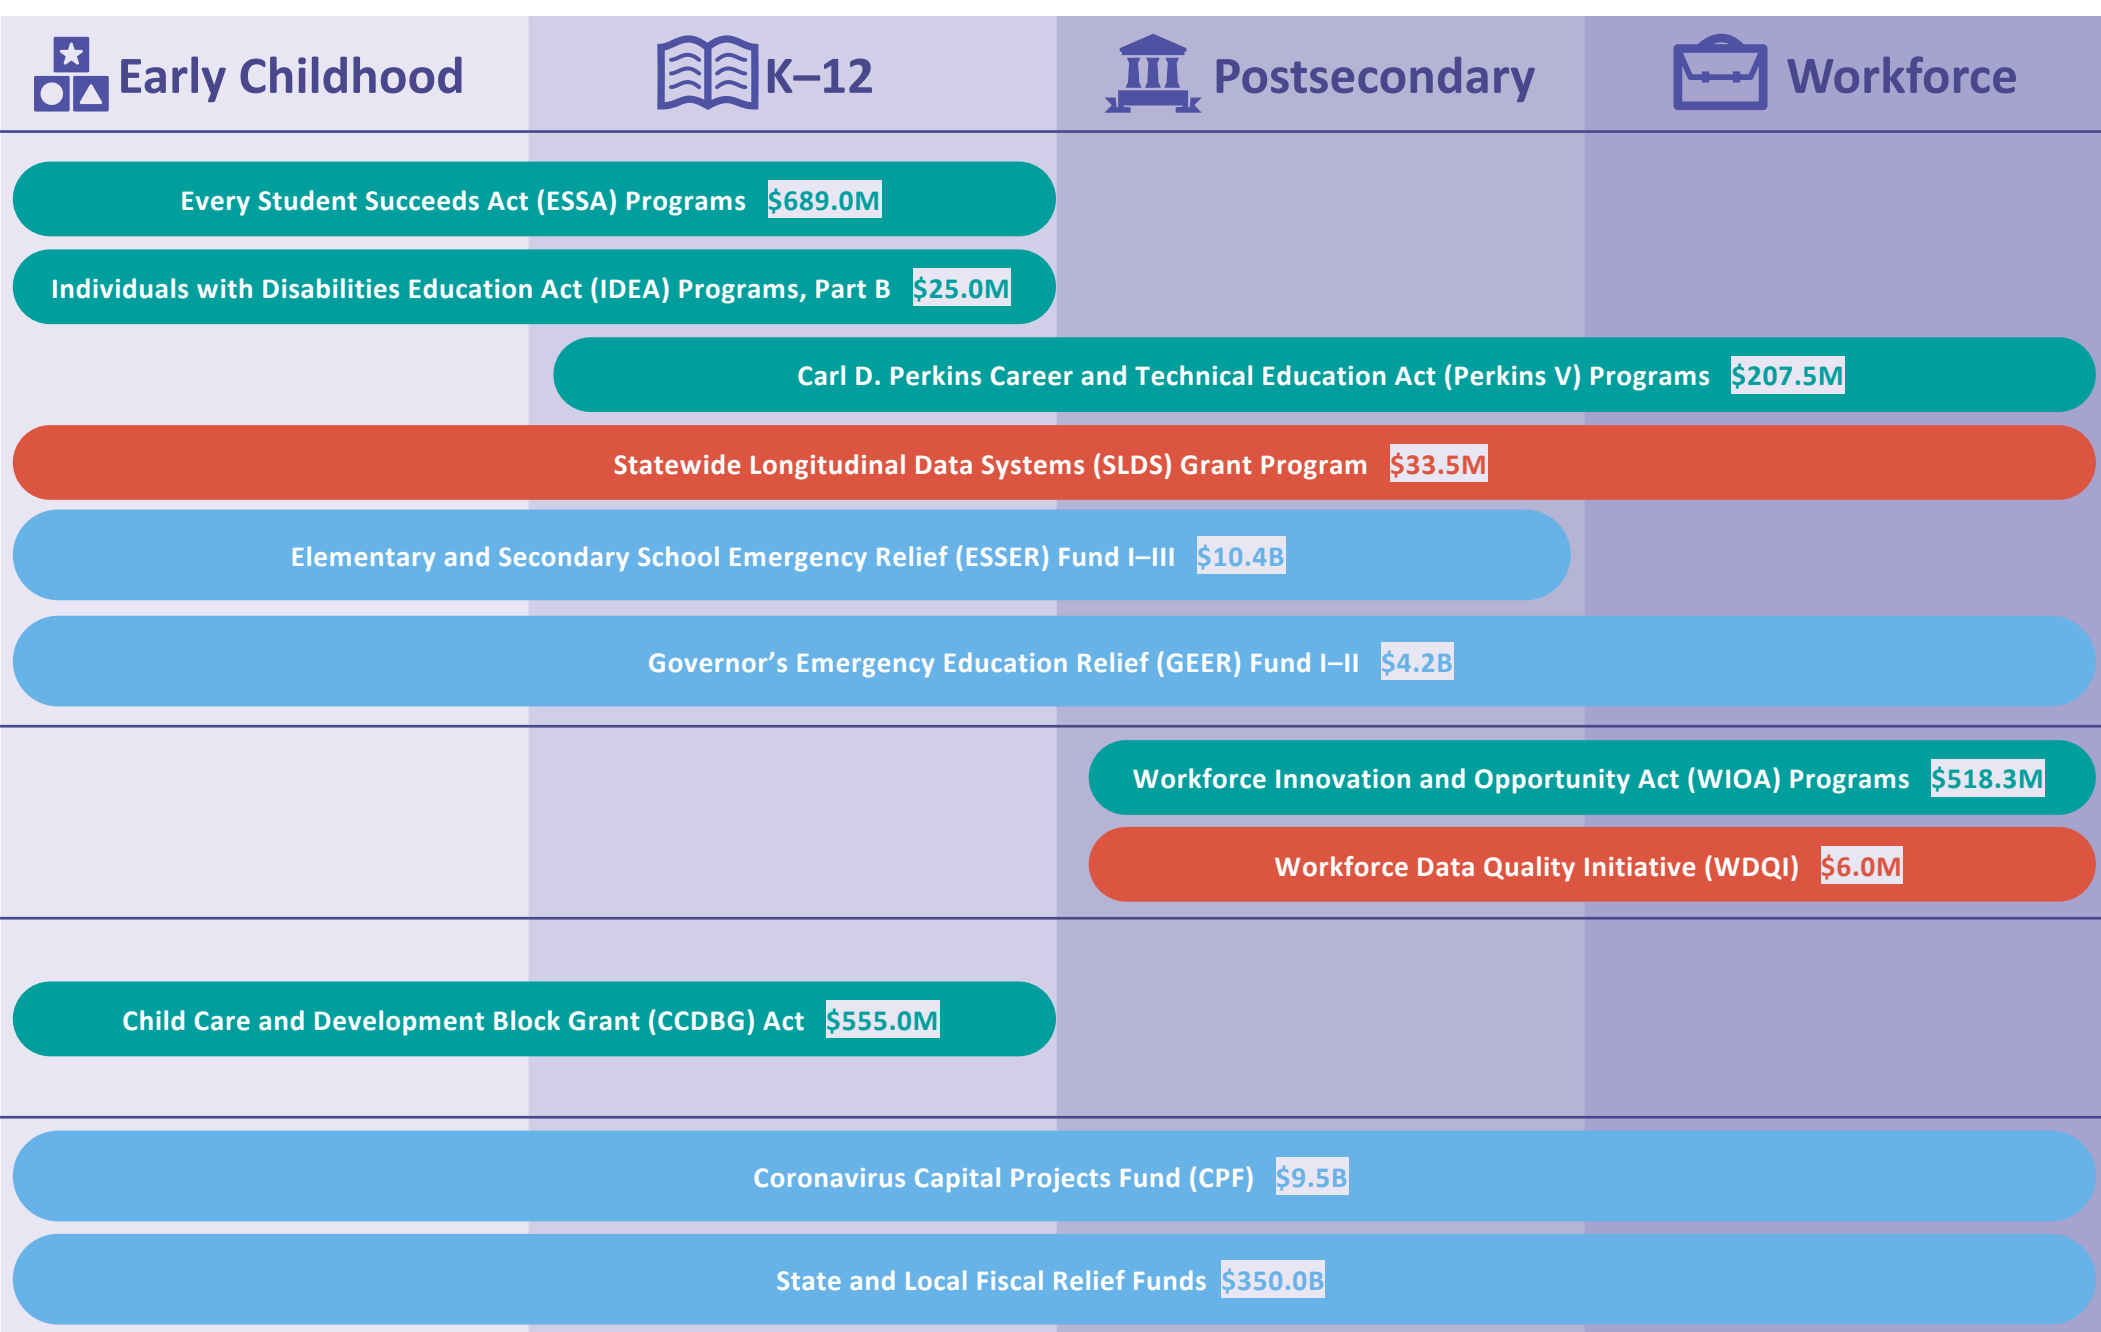 Early Childhood
K–12
Postsecondary
Workforce
Every Student Succeeds Act (ESSA) Programs $689.0M
Individuals with Disabilities Education Act (IDEA) Programs, Part B $25.0M
Carl D. Perkins Career and Technical Education Act (Perkins V) Programs $207.5M
Statewide Longitudinal Data Systems (SLDS) Grant Program $33.5M
Elementary and Secondary School Emergency Relief (ESSER) Fund I–III $10.4B
Governor’s Emergency Education Relief (GEER) Fund I–II $4.2B
Workforce Innovation and Opportunity Act (WIOA) Programs $518.3M
Workforce Data Quality Initiative (WDQI) $6.0M
Child Care and Development Block Grant (CCDBG) Act $555.0M
Coronavirus Capital Projects Fund (CPF) $9.5B
State and Local Fiscal Relief Funds $350.0B